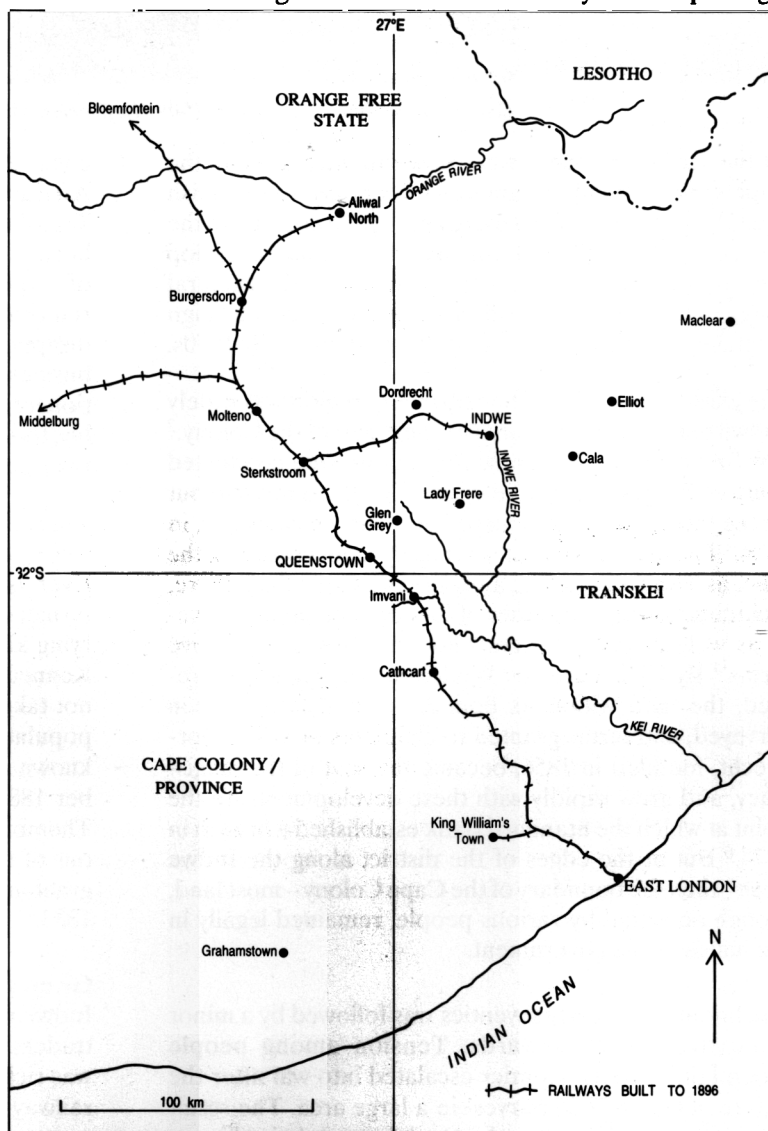 27°E
LESOTHO
ORANGE FREE
STATE
Bloemfontein
ORANGE RIVER
Aliwal
North
Burgersdorp
Maclear
Dordrecht
Elliot
Middelburg
Molteno
INDWE
Cala
Sterkstroom
INDWE RIVER
Lady Frere
Glen
Grey
QUEENSTOWN
32°S
TRANSKEI
Imvani
Cathcart
KEI RIVER
CAPE COLONY/
PROVINCE
King William's
Town
EAST LONDON
Grahamstown
N
INDIAN OCEAN
RAILWAYS BUILT TO 1896
100 km